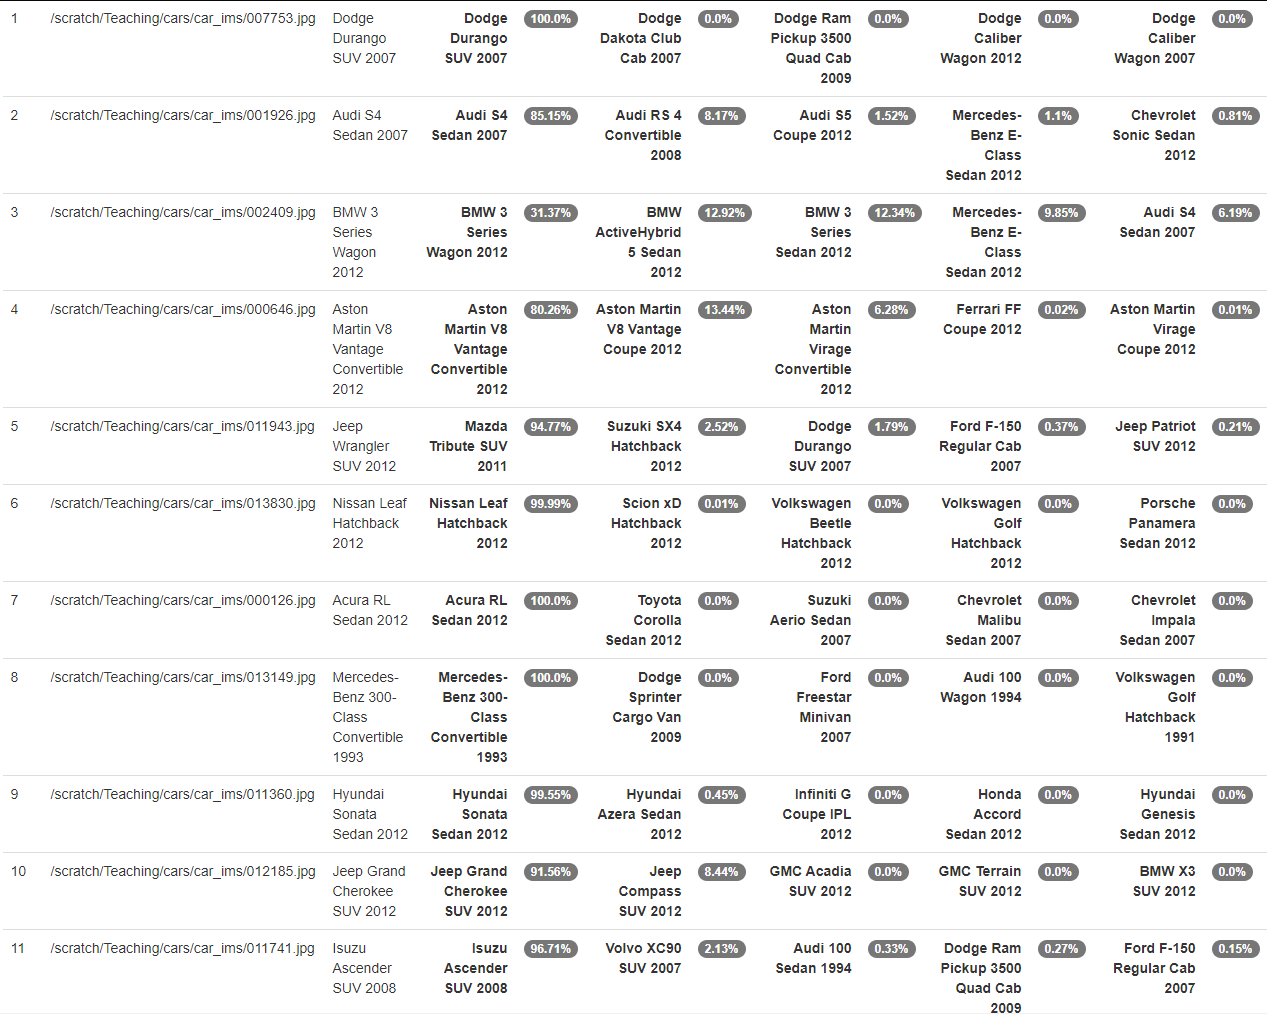 1 /scratch/Teaching/cars/car_ims/007753.jpg Dodge Dodge 100.0% Dodge 0.0% Dodge Ram 0.0% Dodge 0.0% Dodge 0.0%
Durango Durango Dakota Club Pickup 3500 Caliber Caliber
SUV 2007 SUV 2007 Cab 2007 Quad Cab Wagon 2012 Wagon 2007
2009
2 /scratch/Teaching/cars/car_ims/001926.jpg Audi S4 Audi S4 85.15% Audi RS 4 8.17% Audi S5 1.52% Mercedes- 1.1% Chevrolet 0.81%
Sedan 2007 Sedan 2007 Convertible Coupe 2012 Benz E- Sonic Sedan
2008 Class 2012
Sedan 2012
3 /scratch/Teaching/cars/car_ims/002409.jpg BMW 3 BMW 3 31.37% BMW 12.92% BMW 3 12.34% Mercedes- 9.85% Audi S4 6.19%
Series Series ActiveHybrid Series Benz E- Sedan 2007
Wagon Wagon 2012 5 Sedan Sedan 2012 Class
2012 2012 Sedan 2012
4 /scratch/Teaching/cars/car_ims/000646.jpg Aston Aston 80.26% Aston Martin 13.44% Aston 6.28% Ferrari FF 0.02% Aston Martin 0.01%
Martin V8 Martin V8 V8 Vantage Martin Coupe 2012 Virage
Vantage Vantage Coupe 2012 Virage Coupe 2012
Convertible Convertible Convertible
2012 2012 2012
5 /scratch/Teaching/cars/car_ims/011943.jpg Jeep Mazda 94.77% Suzuki SX4 2.52% Dodge 1.79% Ford F-150 0.37% Jeep Patriot 0.21%
Wrangler Tribute SUV Hatchback Durango Regular Cab SUV 2012
SUV 2012 2011 2012 SUV 2007 2007
6 /scratch/Teaching/cars/car_ims/013830.jpg Nissan Leaf Nissan Leaf 99.99% Scion xD 0.01% Volkswagen 0.0% Volkswagen 0.0% Porsche 0.0%
Hatchback Hatchback Hatchback Beetle Golf Panamera
2012 2012 2012 Hatchback Hatchback Sedan 2012
2012 2012
7 /scratch/Teaching/cars/car_ims/000126.jpg Acura RL Acura RL 100.0% Toyota 0.0% Suzuki 0.0% Chevrolet 0.0% Chevrolet 0.0%
Sedan 2012 Sedan 2012 Corolla Aerio Sedan Malibu Impala
Sedan 2012 2007 Sedan 2007 Sedan 2007
8 /scratch/Teaching/cars/car_ims/013149.jpg Mercedes- Mercedes- 100.0% Dodge 0.0% Ford 0.0% Audi 100 0.0% Volkswagen 0.0%
Benz 300- Benz 300- Sprinter Freestar Wagon 1994 Golf
Class Class Cargo Van Minivan Hatchback
Convertible Convertible 2009 2007 1991
1993 1993
9 /scratch/Teaching/cars/car_ims/011360.jpg Hyundai Hyundai 99.55% Hyundai 0.45% Infiniti G 0.0% Honda 0.0% Hyundai 0.0%
Sonata Sonata Azera Sedan Coupe IPL Accord Genesis
Sedan 2012 Sedan 2012 2012 2012 Sedan 2012 Sedan 2012
10 /scratch/Teaching/cars/car_ims/012185.jpg Jeep Grand Jeep Grand 91.56% Jeep 8.44% GMC Acadia 0.0% GMC Terrain 0.0% BMW X3 0.0%
Cherokee Cherokee Compass SUV 2012 SUV 2012 SUV 2012
SUV 2012 SUV 2012 SUV 2012
11 /scratch/Teaching/cars/car_ims/011741.jpg Isuzu Isuzu 96.71% Volvo XC90 2.13% Audi 100 0.33% Dodge Ram 0.27% Ford F-150 0.15%
Ascender Ascender SUV 2007 Sedan 1994 Pickup 3500 Regular Cab
SUV 2008 SUV 2008 Quad Cab 2007
2009